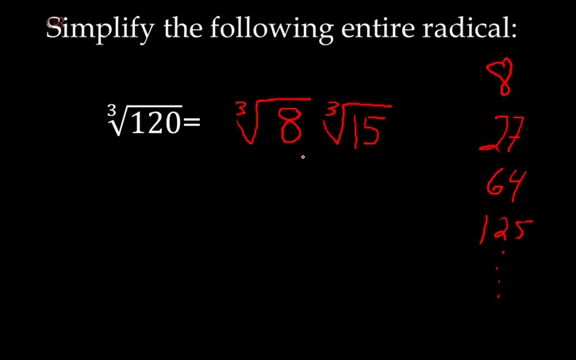 Simplify the following entire radical:
∛120= ∛8 ∛15
8
27
64
125